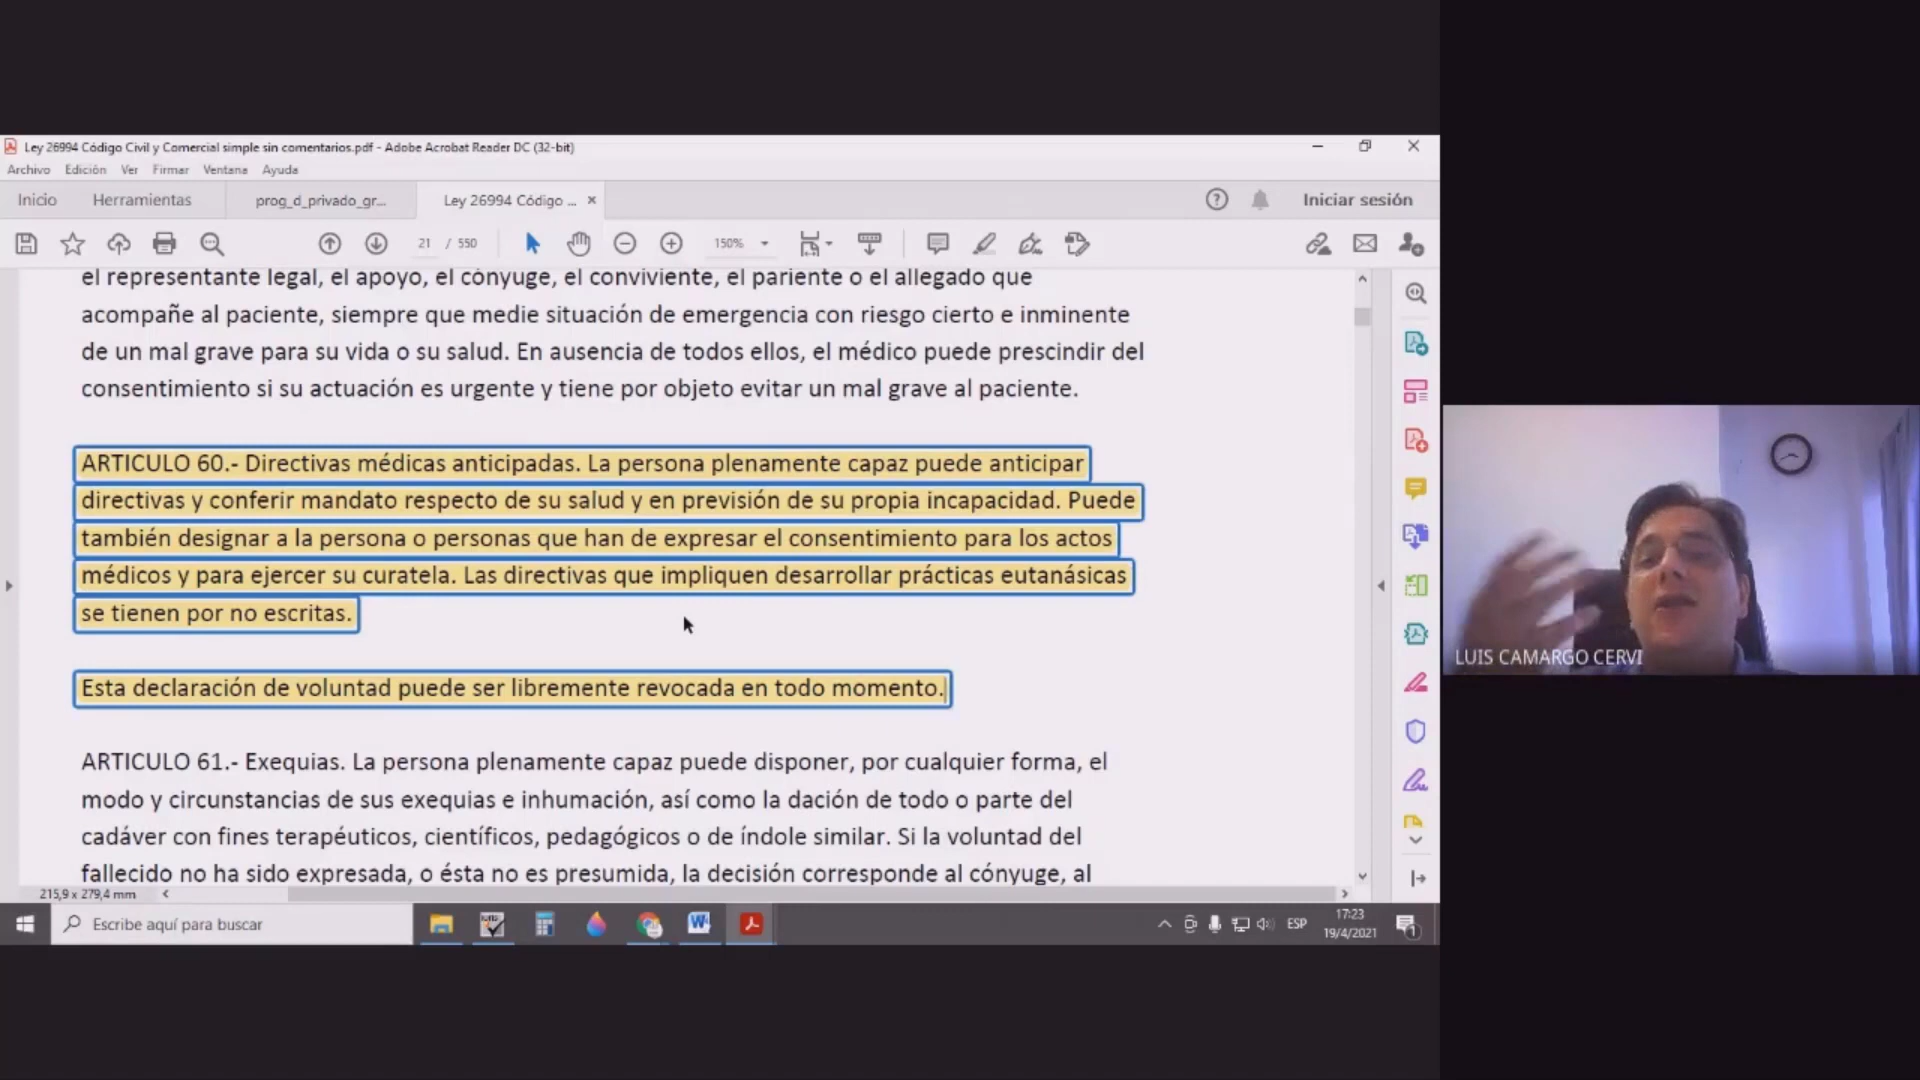 Ley 26994 Código Civil y Comercial simple sin comentarios.pdf - Adobe Acrobat Reader DC (32-bit)
Archivo Edición Ver Firmar Ventana Ayuda
Inicio Herramientas prog_d_privado_gr... Ley 26994 Código ... Iniciar sesión
21 / 550 150%
el representante legal, el apoyo, el cónyuge, el conviviente, el pariente o el allegado que
acompañe al paciente, siempre que medie situación de emergencia con riesgo cierto e inminente
de un mal grave para su vida o su salud. En ausencia de todos ellos, el médico puede prescindir del
consentimiento si su actuación es urgente y tiene por objeto evitar un mal grave al paciente.
ARTICULO 60.- Directivas médicas anticipadas. La persona plenamente capaz puede anticipar
directivas y conferir mandato respecto de su salud y en previsión de su propia incapacidad. Puede
también designar a la persona o personas que han de expresar el consentimiento para los actos
médicos y para ejercer su curatela. Las directivas que impliquen desarrollar prácticas eutanásicas
se tienen por no escritas.
Esta declaración de voluntad puede ser libremente revocada en todo momento.
ARTICULO 61.- Exequias. La persona plenamente capaz puede disponer, por cualquier forma, el
modo y circunstancias de sus exequias e inhumación, así como la dación de todo o parte del
cadáver con fines terapéuticos, científicos, pedagógicos o de índole similar. Si la voluntad del
fallecido no ha sido expresada, o ésta no es presumida, la decisión corresponde al cónyuge, al
215,9 x 279,4 mm
Escribe aquí para buscar
ESP
17:23
19/4/2021
1
LUIS CAMARGO CERVI